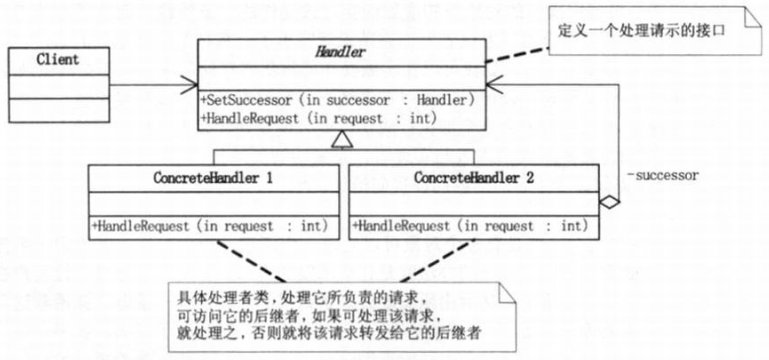 Handler
定义一个处理请示的接口
Client
+SetSuccessor (in successor : Handler)
+HandleRequest (in request : int)
ConcreteHandler 1
ConcreteHandler 2
-successor
+HandleRequest (in request : int)
+HandleRequest (in request : int)
具体处理者类，处理它所负责的请求，
可访问它的后继者，如果可处理该请求，
就处理之，否则就将该请求转发给它的后继者